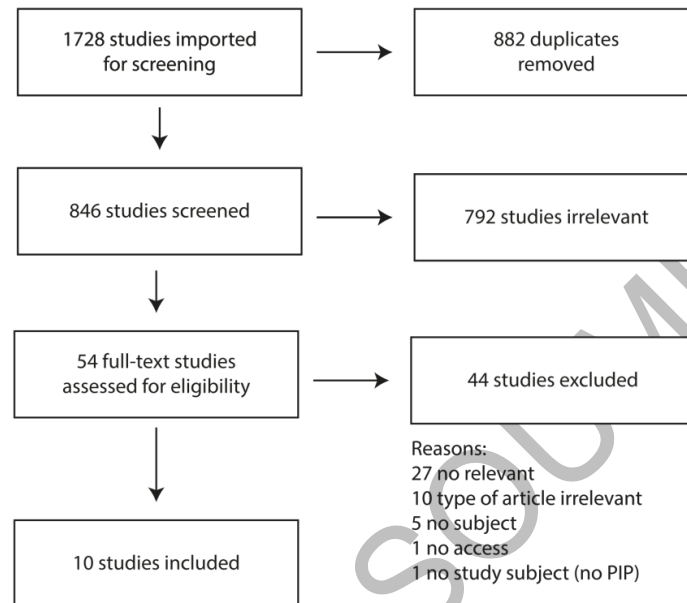 1728 studies imported
for screening
882 duplicates
removed
846 studies screened
792 studies irrelevant
54 full-text studies
assessed for eligibility
44 studies excluded
Reasons:
27 no relevant
10 type of article irrelevant
5 no subject
1 no access
1 no study subject (no PIP)
10 studies included